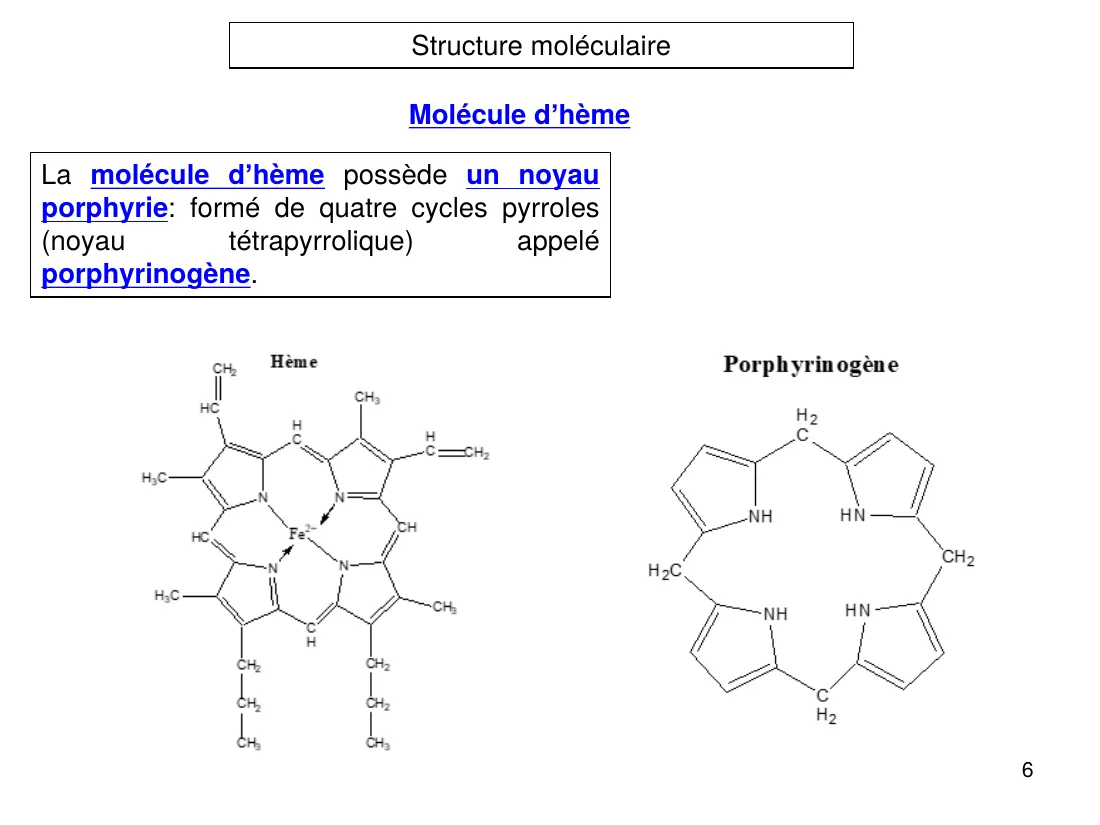 Structure moléculaire
Molécule d'hème
La molécule d'hème possède un noyau
porphyrie: formé de quatre cycles pyrroles
(noyau tétrapyrrolique) appelé
porphyrinogène.
Hème
CH₂
HC
CH₃
H
C
H
C
CH₂
H₃C
N
N
HC
Fe²⁻
CH
N
N
H₃C
CH₃
C
H
CH₂
CH₂
CH₂
CH₂
CH₃
CH₃
Porphyrinogène
H₂
C
NH
HN
H₂C
CH₂
NH
HN
C
H₂
6